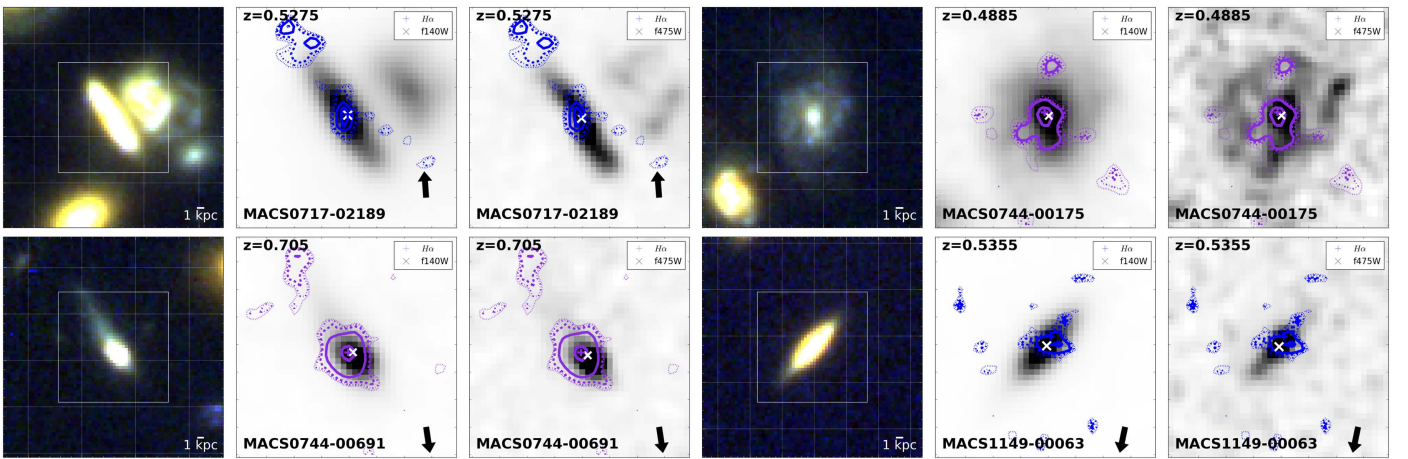 1 kpc
z=0.5275
+ Hα
× f140W
MACS0717-02189
z=0.5275
+ Hα
× f475W
MACS0717-02189
1 kpc
z=0.4885
+ Hα
× f140W
MACS0744-00175
z=0.4885
+ Hα
× f475W
MACS0744-00175
1 kpc
z=0.705
+ Hα
× f140W
MACS0744-00691
z=0.705
+ Hα
× f475W
MACS0744-00691
1 kpc
z=0.5355
+ Hα
× f140W
MACS1149-00063
z=0.5355
+ Hα
× f475W
MACS1149-00063